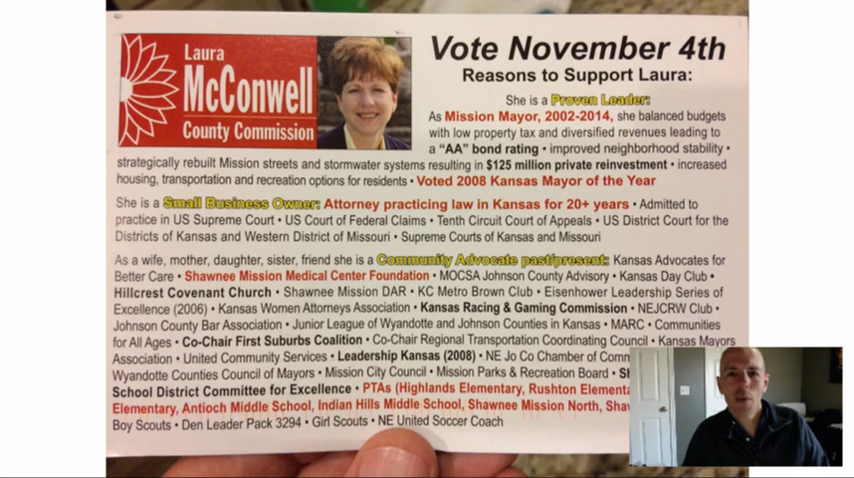 Laura
McConwell
County Commission
Vote November 4th
Reasons to Support Laura:
She is a Proven Leader:
As Mission Mayor, 2002-2014, she balanced budgets
with low property tax and diversified revenues leading to
a “AA” bond rating • improved neighborhood stability •
strategically rebuilt Mission streets and stormwater systems resulting in $125 million private reinvestment • increased
housing, transportation and recreation options for residents • Voted 2008 Kansas Mayor of the Year
She is a Small Business Owner: Attorney practicing law in Kansas for 20+ years • Admitted to
practice in US Supreme Court • US Court of Federal Claims • Tenth Circuit Court of Appeals • US District Court for the
Districts of Kansas and Western District of Missouri • Supreme Courts of Kansas and Missouri
As a wife, mother, daughter, sister, friend she is a Community Advocate past/present: Kansas Advocates for
Better Care • Shawnee Mission Medical Center Foundation • MOCSA Johnson County Advisory • Kansas Day Club •
Hillcrest Covenant Church • Shawnee Mission DAR • KC Metro Brown Club • Eisenhower Leadership Series of
Excellence (2006) • Kansas Women Attorneys Association • Kansas Racing & Gaming Commission • NEJCRW Club •
Johnson County Bar Association • Junior League of Wyandotte and Johnson Counties in Kansas • MARC • Communities
for All Ages • Co-Chair First Suburbs Coalition • Co-Chair Regional Transportation Coordinating Council • Kansas Mayors
Association • United Community Services • Leadership Kansas (2008) • NE Jo Co Chamber of Comm
Wyandotte Counties Council of Mayors • Mission City Council • Mission Parks & Recreation Board •
School District Committee for Excellence • PTAs (Highlands Elementary, Rushton Elementa
Elementary, Antioch Middle School, Indian Hills Middle School, Shawnee Mission North,
Boy Scouts • Den Leader Pack 3294 • Girl Scouts • NE United Soccer Coach